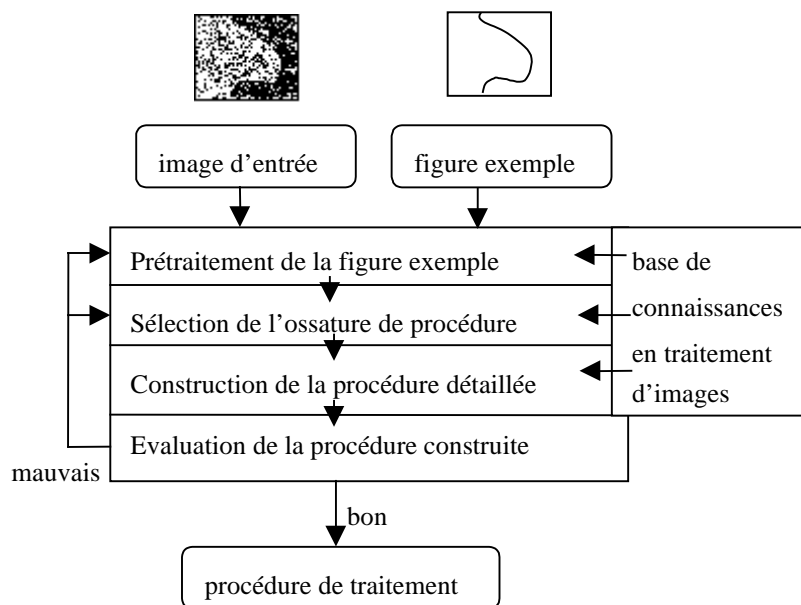 image d'entrée
figure exemple
Prétraitement de la figure exemple
base de
Sélection de l'ossature de procédure
connaissances
Construction de la procédure détaillée
en traitement
d'images
Evaluation de la procédure construite
mauvais
bon
procédure de traitement